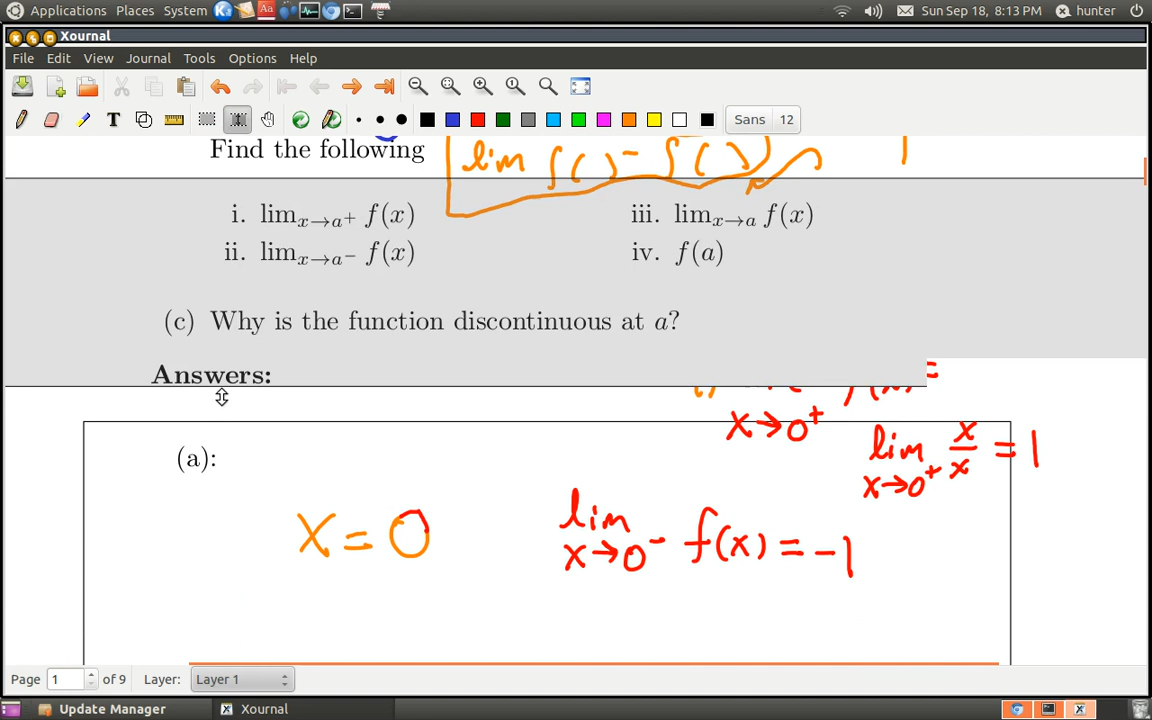 Applications Places System Sun Sep 18, 8:13 PM hunter
Xournal
File Edit View Journal Tools Options Help
T Sans 12
Find the following lim f( ) = f( )
i. lim_{x→a^+} f(x) iii. lim_{x→a} f(x)
ii. lim_{x→a^-} f(x) iv. f(a)
(c) Why is the function discontinuous at a?
Answers:
x→0^+
lim_{x→0^+} x/x = 1
(a):
x = 0 lim_{x→0^-} f(x) = -1
Page 1 of 9 Layer: Layer 1
Update Manager Xournal